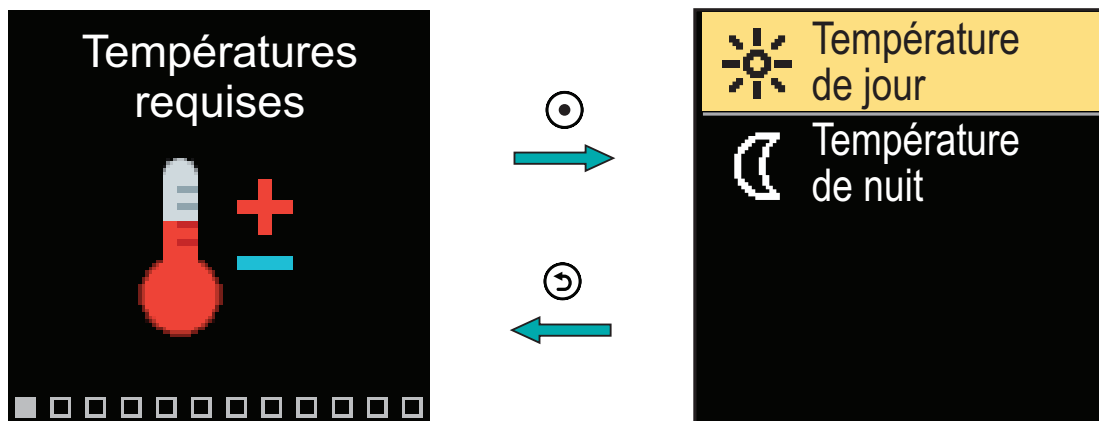 Températures
requises
Température
de jour
Température
de nuit